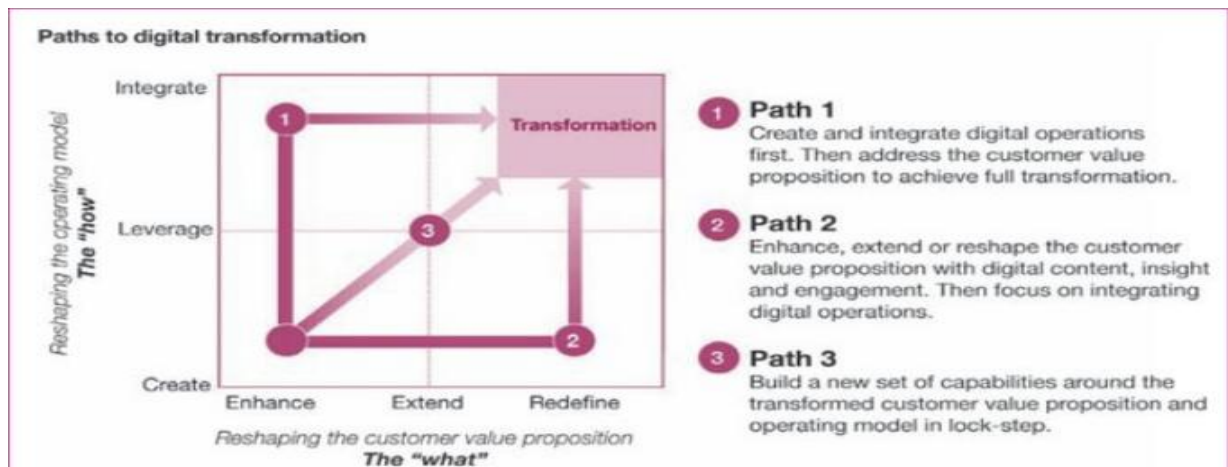 Paths to digital transformation
Integrate
Leverage
Create
Reshaping the operating model
The "how"
1
Transformation
3
2
Enhance
Extend
Redefine
Reshaping the customer value proposition
The "what"
1
Path 1
Create and integrate digital operations
first. Then address the customer value
proposition to achieve full transformation.
2
Path 2
Enhance, extend or reshape the customer
value proposition with digital content, insight
and engagement. Then focus on integrating
digital operations.
3
Path 3
Build a new set of capabilities around the
transformed customer value proposition and
operating model in lock-step.